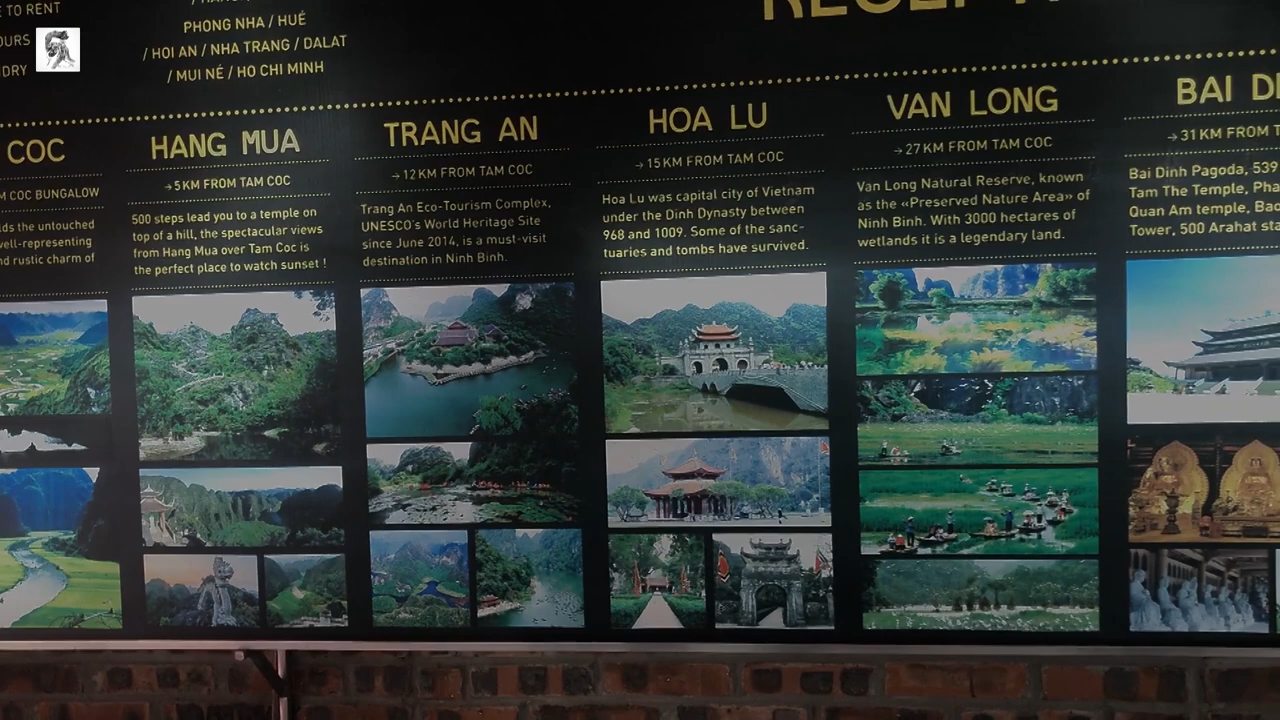 TO RENT
OURS
DRY
PHONG NHA / HUÉ
/ HOI AN / NHA TRANG / DALAT
/ MUI NÉ / HO CHI MINH
COC
COC BUNGALOW
the untouched
well-representing
rustic charm of
HANG MUA
→5 KM FROM TAM COC
500 steps lead you to a temple on
top of a hill, the spectacular views
from Hang Mua over Tam Coc is
the perfect place to watch sunset !
TRANG AN
→12 KM FROM TAM COC
Trang An Eco-Tourism Complex,
UNESCO's World Heritage Site
since June 2014, is a must-visit
destination in Ninh Binh.
HOA LU
→15 KM FROM TAM COC
Hoa Lu was capital city of Vietnam
under the Dinh Dynasty between
968 and 1009. Some of the sanc-
tuaries and tombs have survived.
VAN LONG
→27 KM FROM TAM COC
Van Long Natural Reserve, known
as the «Preserved Nature Area» of
Ninh Binh. With 3000 hectares of
wetlands it is a legendary land.
BAI
→31 KM FROM
Bai Dinh Pagoda, 539
Tam The Temple,
Quan Am temple,
Tower, 500 Arahat